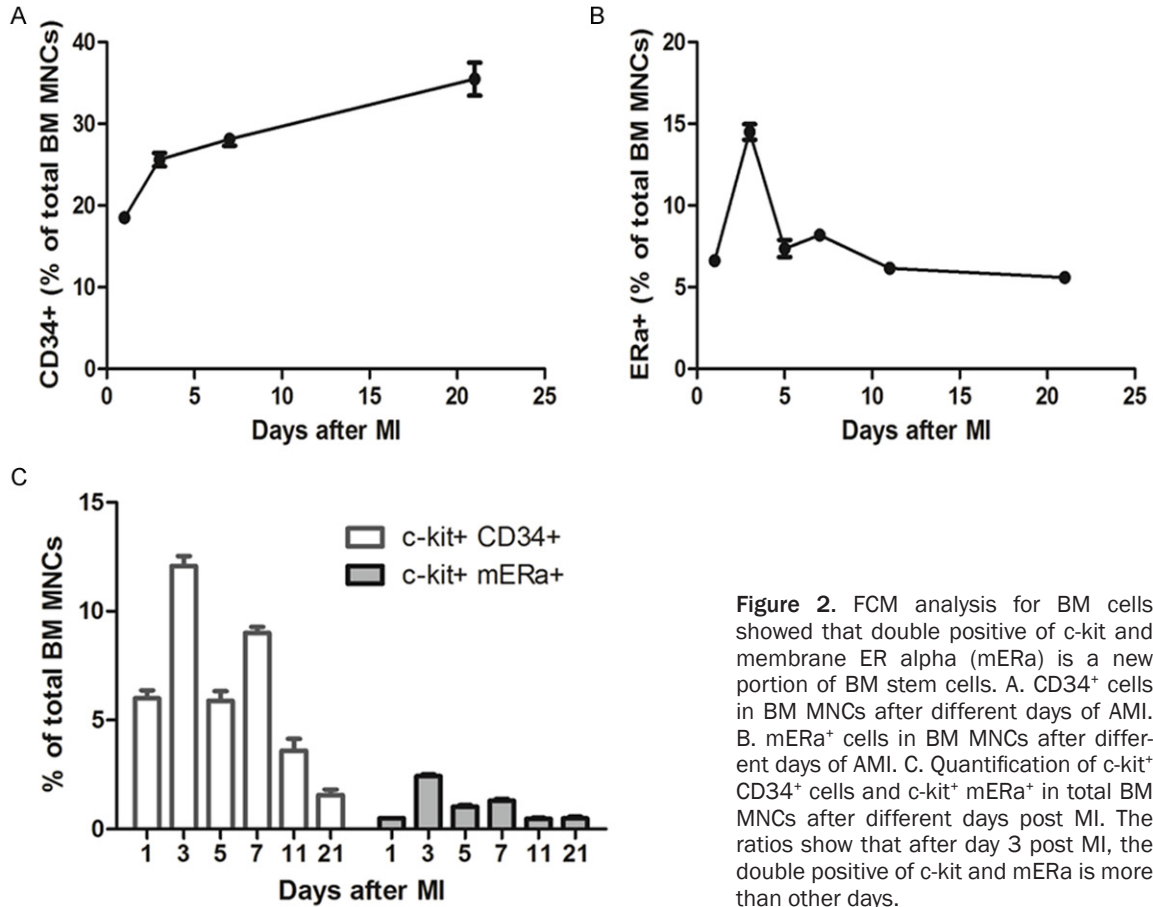 A
CD34+ (% of total BM MNCs)
40
30
20
10
0
0 5 10 15 20 25
Days after MI
B
ERa+ (% of total BM MNCs)
20
15
10
5
0
0 5 10 15 20 25
Days after MI
C
% of total BM MNCs
15
10
5
0
c-kit+ CD34+
c-kit+ mERa+
1 3 5 7 11 21 1 3 5 7 11 21
Days after MI
Figure 2. FCM analysis for BM cells
showed that double positive of c-kit and
membrane ER alpha (mERa) is a new
portion of BM stem cells. A. CD34⁺ cells
in BM MNCs after different days of AMI.
B. mERa⁺ cells in BM MNCs after differ-
ent days of AMI. C. Quantification of c-kit⁺
CD34⁺ cells and c-kit⁺ mERa⁺ in total BM
MNCs after different days post MI. The
ratios show that after day 3 post MI, the
double positive of c-kit and mERa is more
than other days.